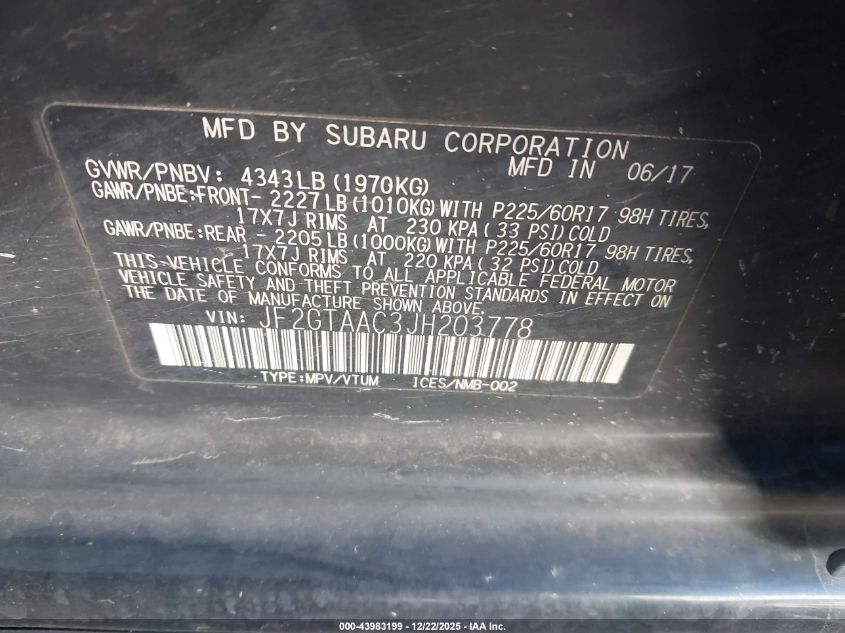 MFD BY SUBARU CORPORATION
MFD IN 06/17
GVWR/PNBV: 4343LB (1970KG)
GAWR/PNBE:FRONT- 2227LB(1010KG)WITH P225/60R17 98H TIRES,
17X7J RIMS AT 230 KPA( 33 PSI)COLD
GAWR/PNBE:REAR - 2205LB(1000KG)WITH P225/60R17 98H TIRES,
17X7J RIMS AT 220 KPA( 32 PSI)COLD
THIS-VEHICLE CONFORMS TO ALL APPLICABLE FEDERAL MOTOR
VEHICLE SAFETY AND THEFT PREVENTION STANDARDS IN EFFECT ON
THE DATE OF MANUFACTURE SHOWN ABOVE.
VIN: JF2GTAAC3JH203778
TYPE:MPV/VTUM ICES/NMB-002
000-43983199 - 12/22/2025 - IAA Inc.